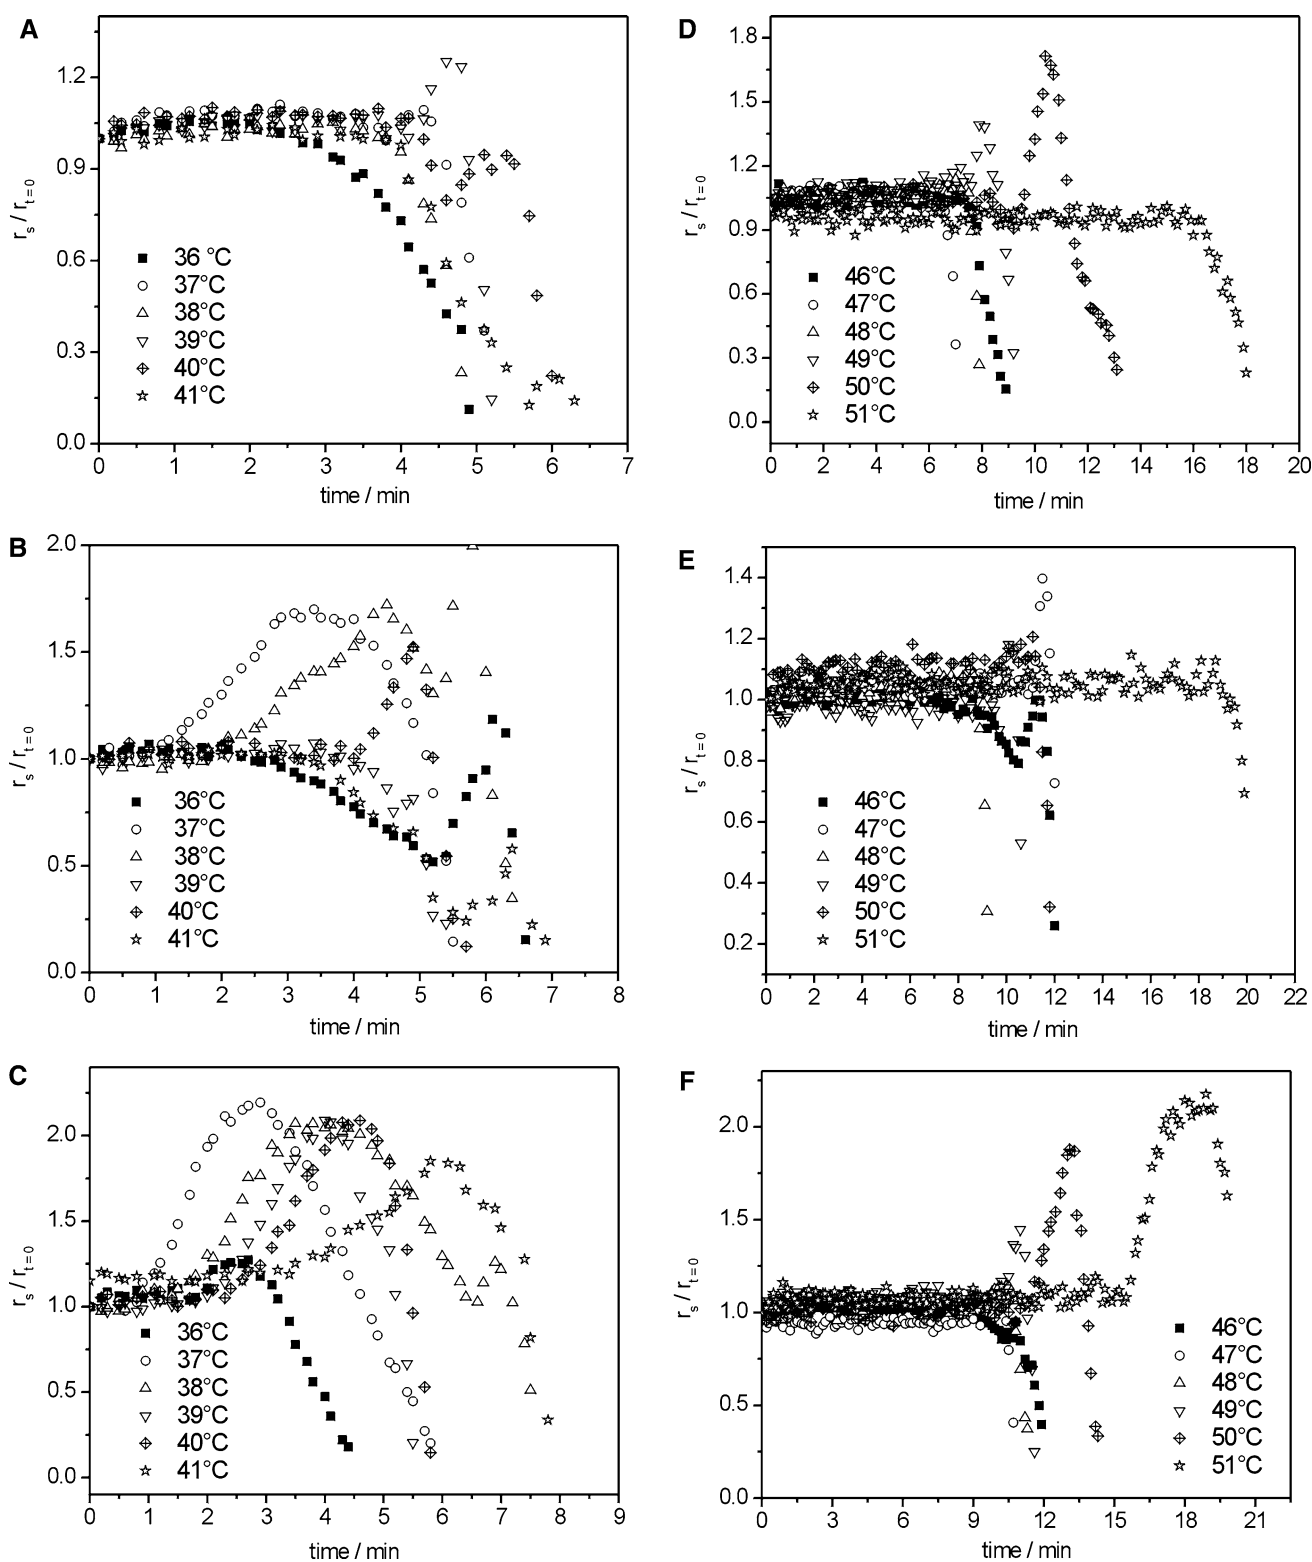 A
r_s / r_{t=0}
1.2
0.9
0.6
0.3
0.0
36 °C
37°C
38°C
39°C
40°C
41°C
0 1 2 3 4 5 6 7
time / min
B
r_s / r_{t=0}
2.0
1.5
1.0
0.5
0.0
36°C
37°C
38°C
39°C
40°C
41°C
0 1 2 3 4 5 6 7 8
time / min
C
r_s / r_{t=0}
2.0
1.5
1.0
0.5
0.0
36°C
37°C
38°C
39°C
40°C
41°C
0 1 2 3 4 5 6 7 8 9
time / min
D
r_s / r_{t=0}
1.8
1.5
1.2
0.9
0.6
0.3
0.0
46°C
47°C
48°C
49°C
50°C
51°C
0 2 4 6 8 10 12 14 16 18 20
time / min
E
r_s / r_{t=0}
1.4
1.2
1.0
0.8
0.6
0.4
0.2
46°C
47°C
48°C
49°C
50°C
51°C
0 2 4 6 8 10 12 14 16 18 20 22
time / min
F
r_s / r_{t=0}
2.0
1.5
1.0
0.5
0.0
46°C
47°C
48°C
49°C
50°C
51°C
0 3 6 9 12 15 18 21
time / min